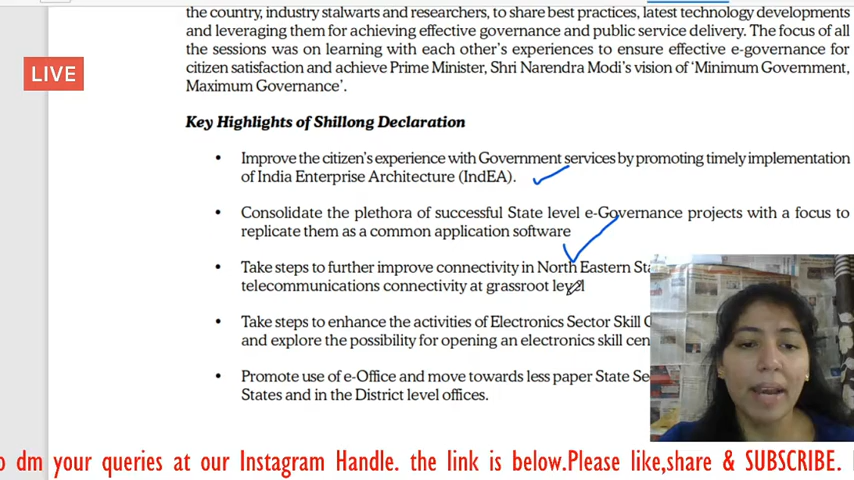 the country, industry stalwarts and researchers, to share best practices, latest technology developments
and leveraging them for achieving effective governance and public service delivery. The focus of all
the sessions was on learning with each other's experiences to ensure effective e-governance for
citizen satisfaction and achieve Prime Minister, Shri Narendra Modi's vision of 'Minimum Government,
Maximum Governance'.
LIVE
Key Highlights of Shillong Declaration
• Improve the citizen's experience with Government services by promoting timely implementation
of India Enterprise Architecture (IndEA).
• Consolidate the plethora of successful State level e-Governance projects with a focus to
replicate them as a common application software
• Take steps to further improve connectivity in North Eastern
telecommunications connectivity at grassroot level
• Take steps to enhance the activities of Electronics Sector Skill
and explore the possibility for opening an electronics skill
• Promote use of e-Office and move towards less paper State
States and in the District level offices.
dm your queries at our Instagram Handle. the link is below.Please like,share & SUBSCRIBE.